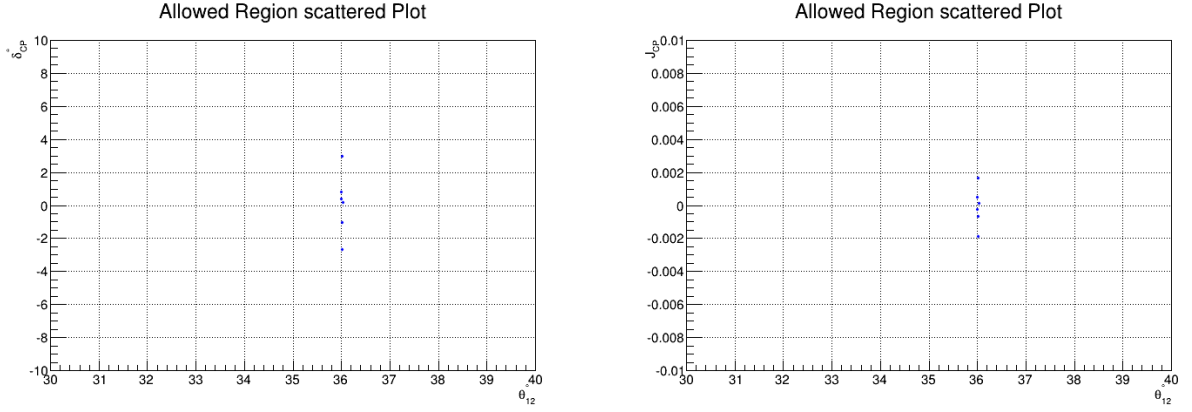 Allowed Region scattered Plot
δ°CP
10
8
6
4
2
0
-2
-4
-6
-8
-10
30 31 32 33 34 35 36 37 38 39 40
θ°12
Allowed Region scattered Plot
JCP
0.01
0.008
0.006
0.004
0.002
0
-0.002
-0.004
-0.006
-0.008
-0.01
30 31 32 33 34 35 36 37 38 39 40
θ°12